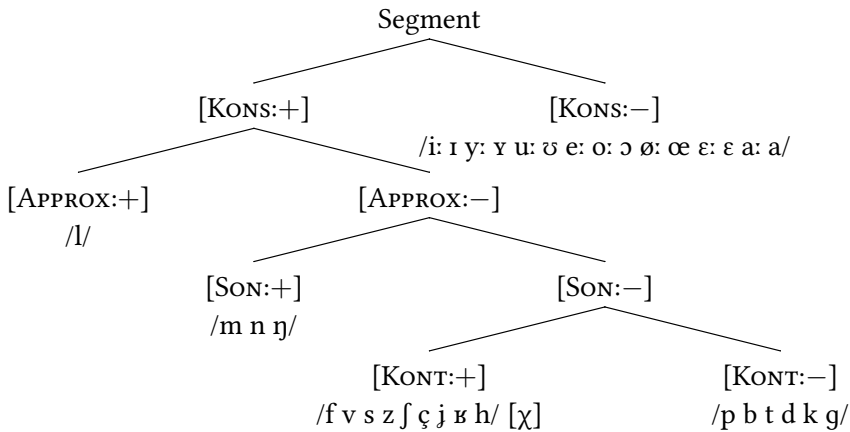 Segment
[Kons:+] [Kons:−]
/iː ɪ yː ʏ uː ʊ eː oː ɔ øː œ ɛː ɛ aː a/
[Approx:+] [Approx:−]
/l/
[Son:+] [Son:−]
/m n ŋ/
[Kont:+] [Kont:−]
/f v s z ʃ ç ʝ ʁ h/ [χ] /p b t d k ɡ/